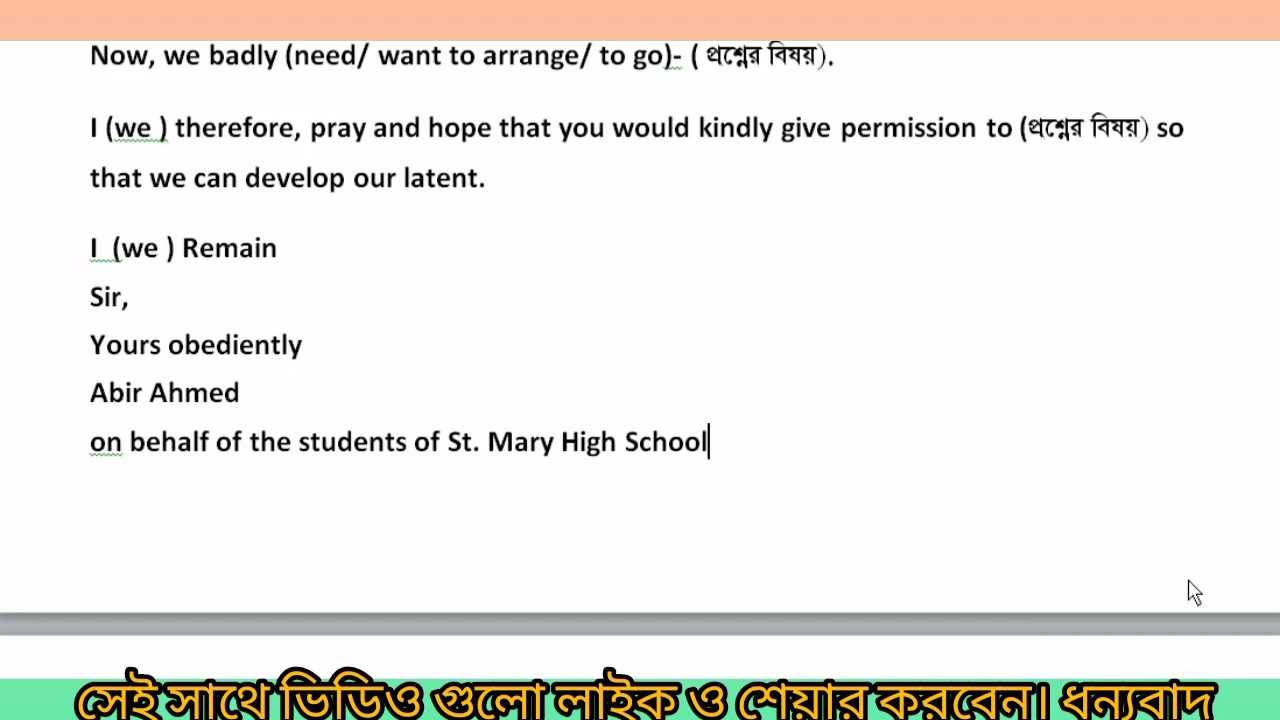 Now, we badly (need/ want to arrange/ to go)- ( প্রশ্নের বিষয়).
I (we ) therefore, pray and hope that you would kindly give permission to (প্রশ্নের বিষয়) so
that we can develop our latent.
I  (we ) Remain
Sir,
Yours obediently
Abir Ahmed
on behalf of the students of St. Mary High School
সেই সাথে ভিডিও গুলো লাইক ও শেয়ার করবেন। ধন্যবাদ